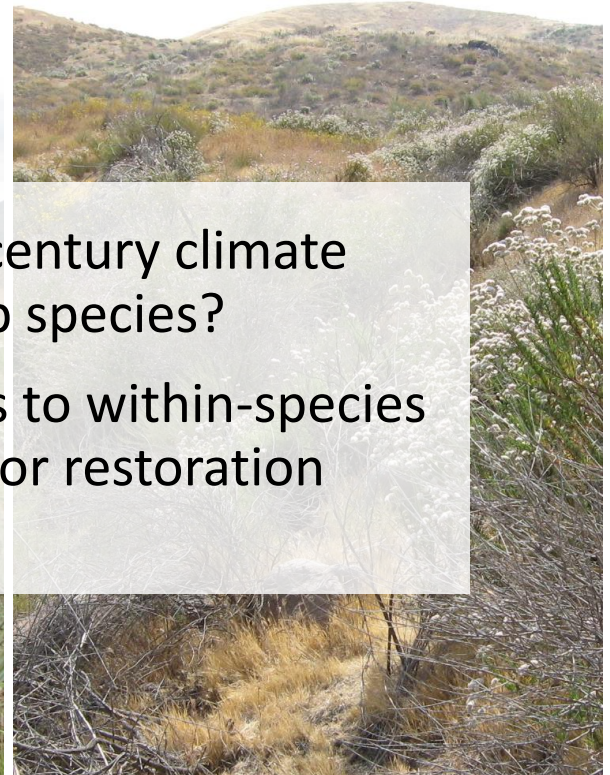 century climate
species?
to within-species
or restoration